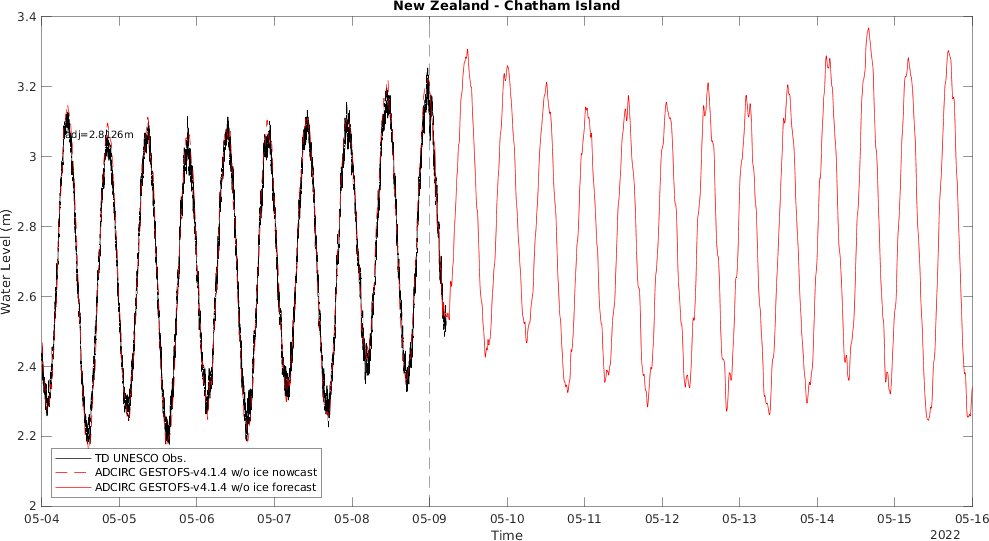 New Zealand - Chatham Island
3.4
3.2
3
2.8
2.6
2.4
2.2
2
Water Level (m)
adj=2.8126m
TD UNESCO Obs.
ADCIRC GESTOFS-v4.1.4 w/o ice nowcast
ADCIRC GESTOFS-v4.1.4 w/o ice forecast
05-04 05-05 05-06 05-07 05-08 05-09 05-10 05-11 05-12 05-13 05-14 05-15 05-16
Time
2022